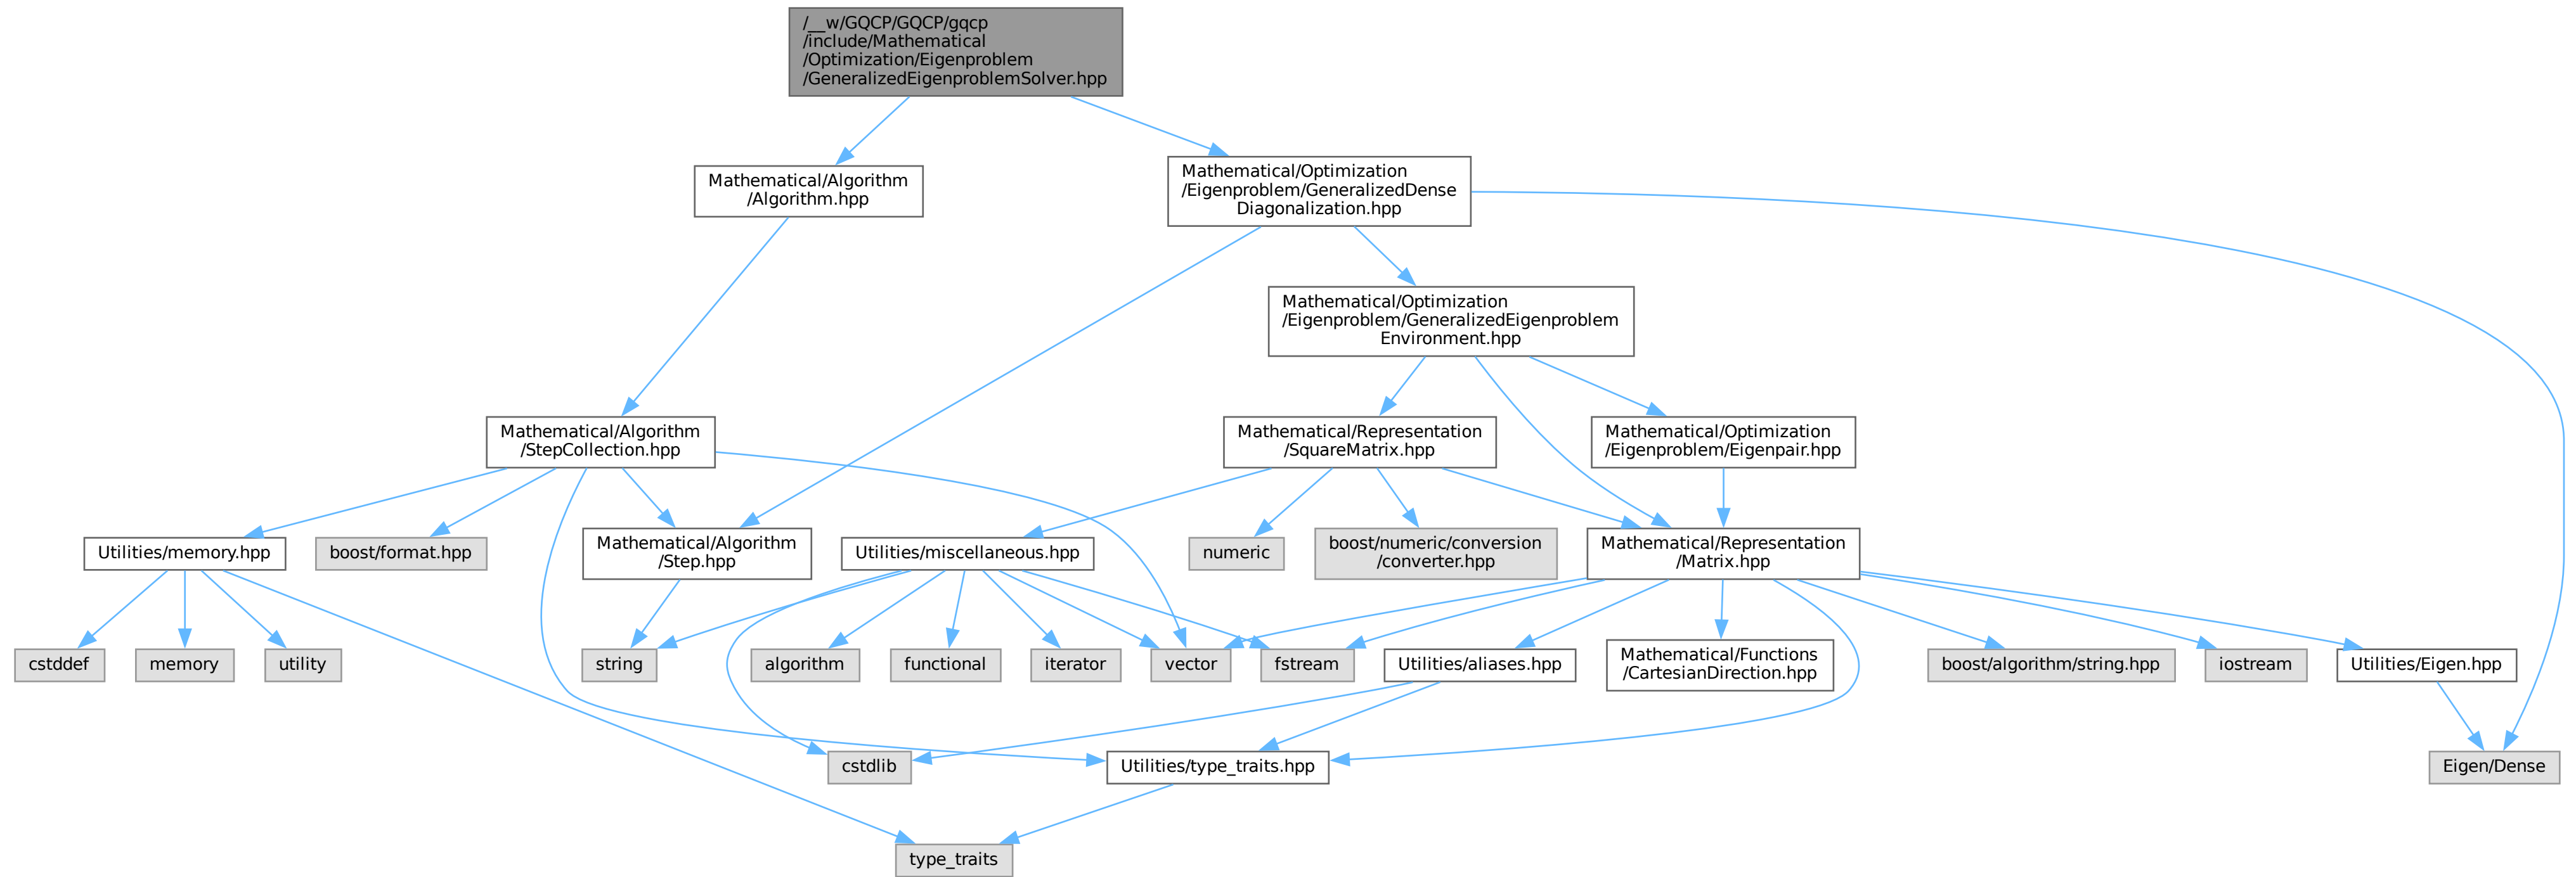 /__w/GQCP/GQCP/gqcp
/include/Mathematical
/Optimization/Eigenproblem
/GeneralizedEigenproblemSolver.hpp
Mathematical/Algorithm
/Algorithm.hpp
Mathematical/Optimization
/Eigenproblem/GeneralizedDense
Diagonalization.hpp
Mathematical/Optimization
/Eigenproblem/GeneralizedEigenproblem
Environment.hpp
Mathematical/Algorithm
/StepCollection.hpp
Mathematical/Representation
/SquareMatrix.hpp
Mathematical/Optimization
/Eigenproblem/Eigenpair.hpp
Utilities/memory.hpp
boost/format.hpp
Mathematical/Algorithm
/Step.hpp
Utilities/miscellaneous.hpp
numeric
boost/numeric/conversion
/converter.hpp
Mathematical/Representation
/Matrix.hpp
cstddef
memory
utility
string
algorithm
functional
iterator
vector
fstream
Utilities/aliases.hpp
Mathematical/Functions
/CartesianDirection.hpp
boost/algorithm/string.hpp
iostream
Utilities/Eigen.hpp
cstdlib
Utilities/type_traits.hpp
Eigen/Dense
type_traits